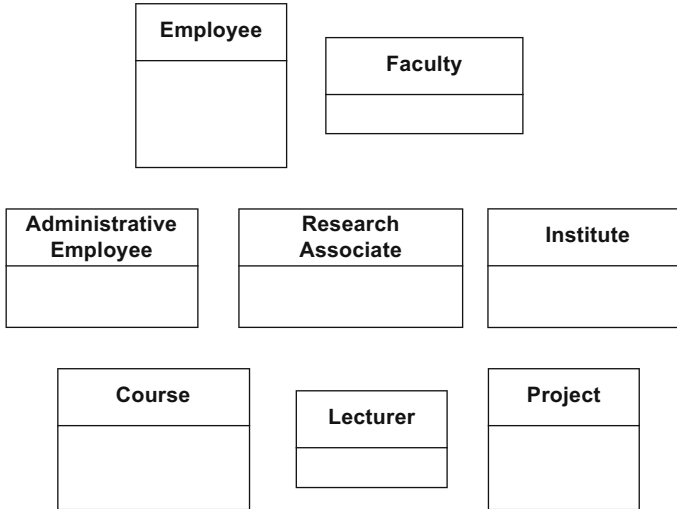 Employee
Faculty
Administrative
Employee
Research
Associate
Institute
Course
Lecturer
Project